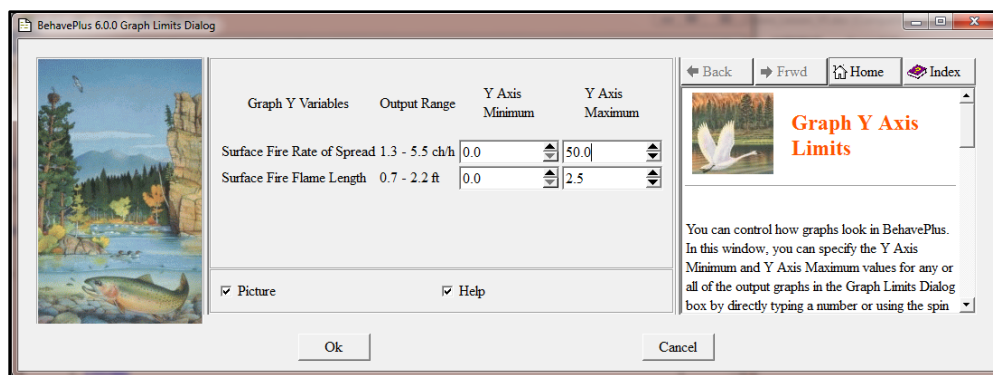 BehavePlus 6.0.0 Graph Limits Dialog
Graph Y Variables Output Range Y Axis Minimum Y Axis Maximum
Surface Fire Rate of Spread 1.3 - 5.5 ch/h 0.0 50.0
Surface Fire Flame Length 0.7 - 2.2 ft 0.0 2.5
Picture Help
Back Frwd Home Index
Graph Y Axis
Limits
You can control how graphs look in BehavePlus.
In this window, you can specify the Y Axis
Minimum and Y Axis Maximum values for any or
all of the output graphs in the Graph Limits Dialog
box by directly typing a number or using the spin
Ok Cancel